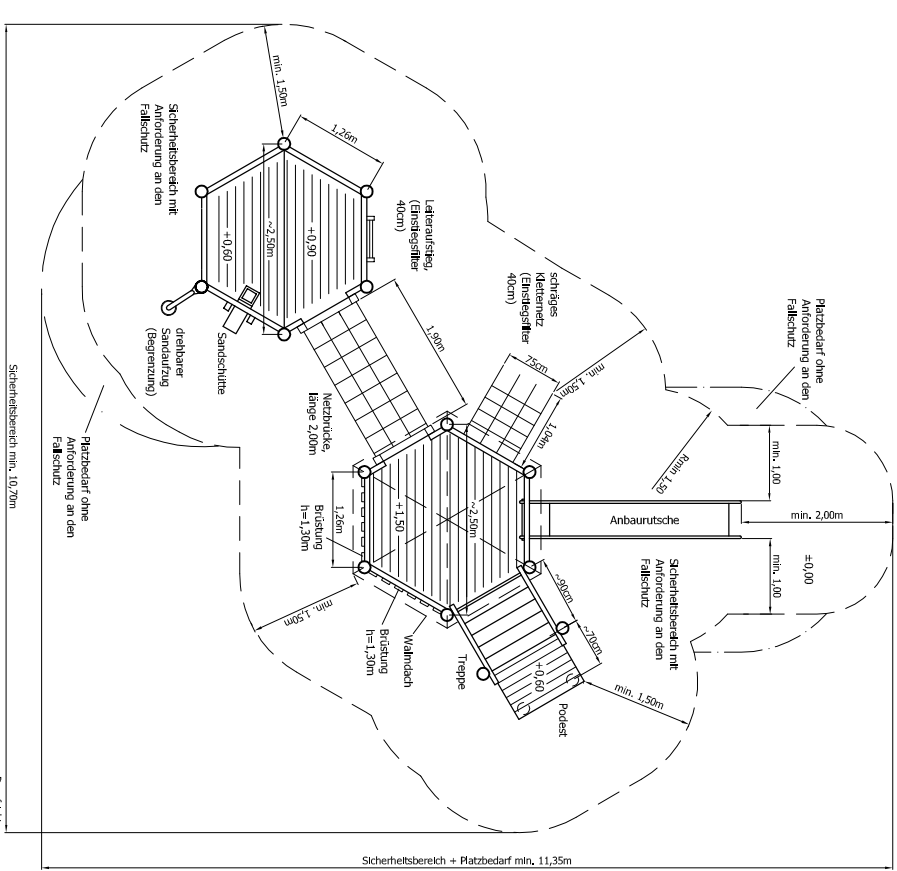 min. 1,50m
Sicherheitsbereich mit
Anforderung an den
Fallschutz
1,26m
+0,90
~2,50m
+0,60
Leiteraufstieg,
(Einstiegsfilter
40cm)
schräges
Kletternetz
(Einstiegsfilter
40cm)
Platzbedarf ohne
Anforderung an den
Fallschutz
1,90m
75cm
min. 1,50m
1,04m
Sandschütte
drehbarer
Sandaufzug
(Begrenzung)
Netzbrücke,
länge 2,00m
Platzbedarf ohne
Anforderung an den
Fallschutz
Sicherheitsbereich min. 10,70m
Rmin 1,50
min. 1,00
min. 2,00m
Anbaurutsche
±0,00
min. 1,00
Sicherheitsbereich mit
Anforderung an den
Fallschutz
1,26m
+1,50
~2,50m
Brüstung
h=1,30m
min. 1,50m
Brüstung
h=1,30m
Walmdach
Treppe
~90cm
~70cm
+0,60
Podest
min. 1,50m
Sicherheitsbereich + Platzbedarf min. 11,35m